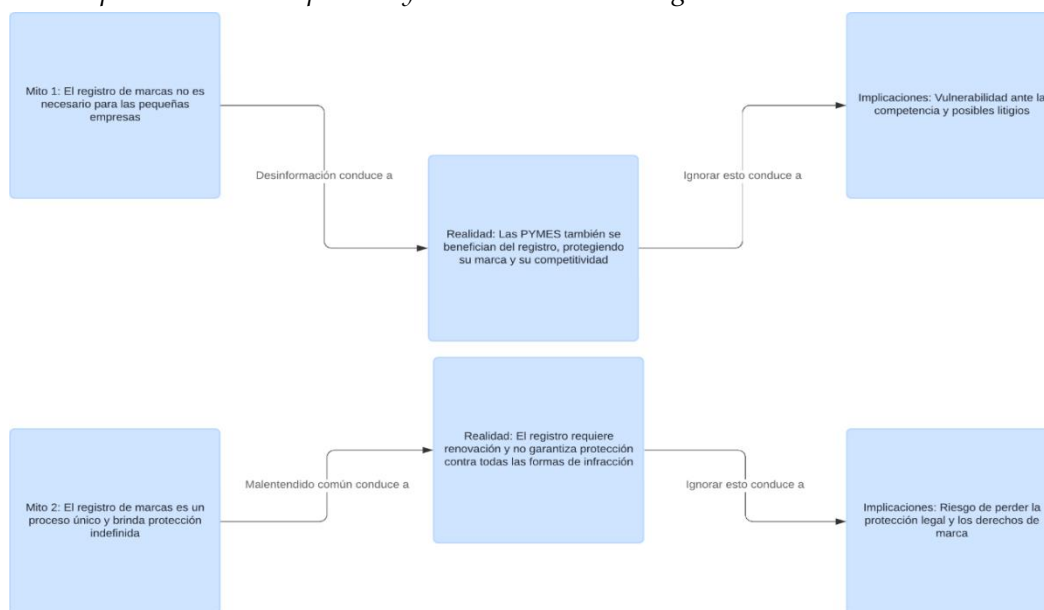 Mito 1: El registro de marcas no es
necesario para las pequeñas
empresas
Desinformación conduce a
Realidad: Las PYMES también se
benefician del registro, protegiendo
su marca y su competitividad
Ignorar esto conduce a
Implicaciones: Vulnerabilidad ante la
competencia y posibles litigios
Mito 2: El registro de marcas es un
proceso único y brinda protección
indefinida
Malentendido común conduce a
Realidad: El registro requiere
renovación y no garantiza protección
contra todas las formas de infracción
Ignorar esto conduce a
Implicaciones: Riesgo de perder la
protección legal y los derechos de
marca